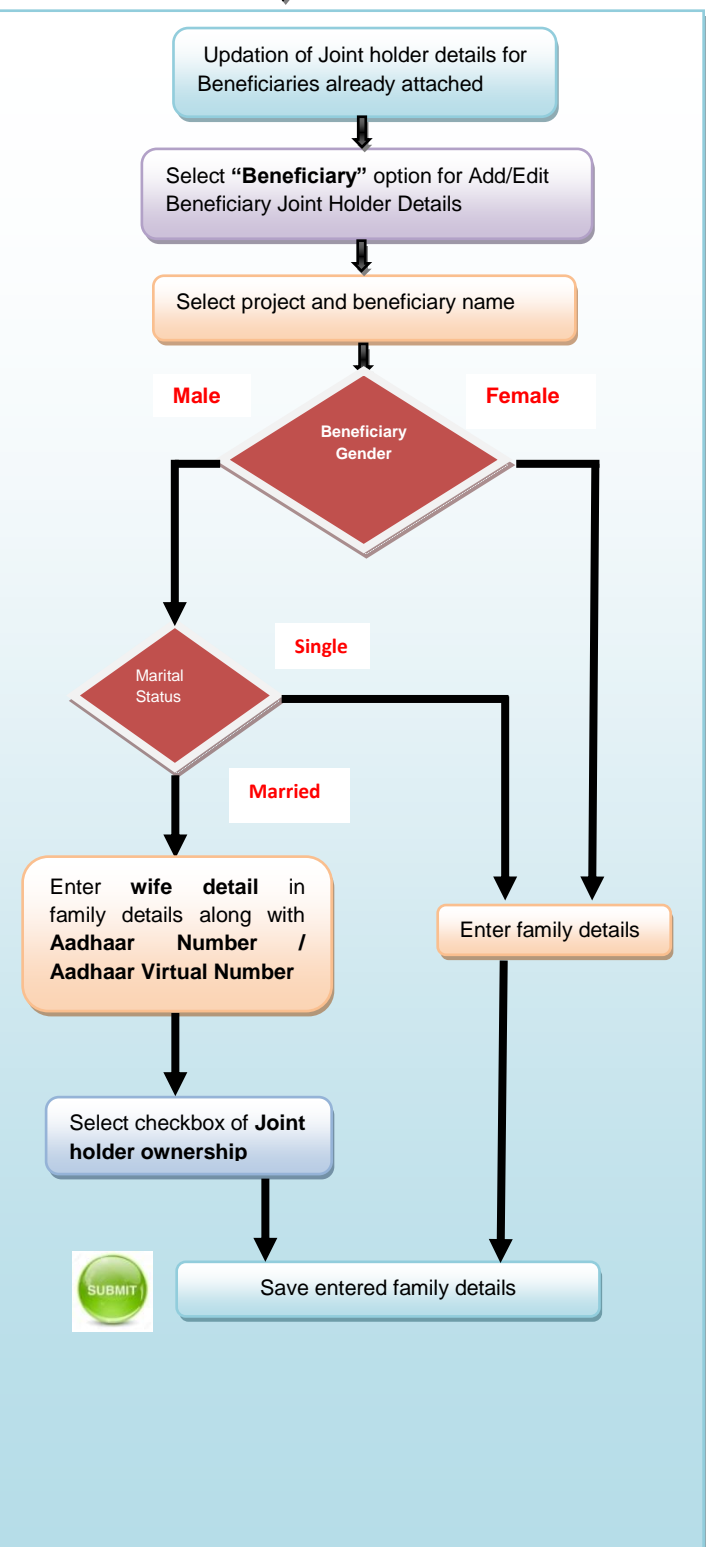 Updation of Joint holder details for
Beneficiaries already attached
Select “Beneficiary” option for Add/Edit
Beneficiary Joint Holder Details
Select project and beneficiary name
Male
Female
Beneficiary
Gender
Single
Marital
Status
Married
Enter wife detail in
family details along with
Aadhaar Number /
Aadhaar Virtual Number
Enter family details
Select checkbox of Joint
holder ownership
SUBMIT
Save entered family details